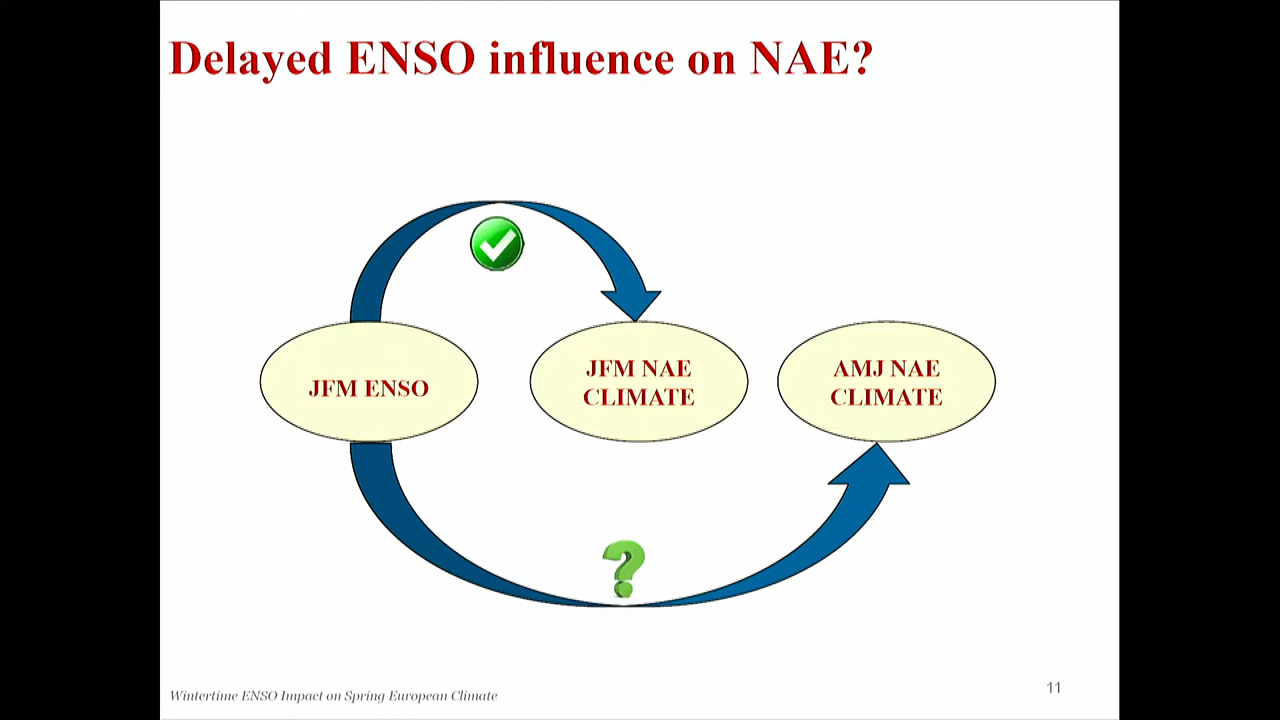 Delayed ENSO influence on NAE?
JFM ENSO
JFM NAE
CLIMATE
AMJ NAE
CLIMATE
Wintertime ENSO Impact on Spring European Climate
11